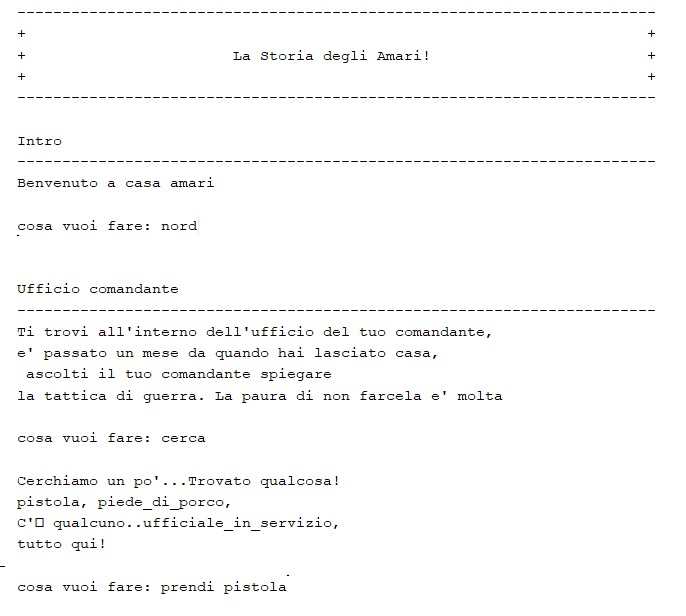 -----------------------------------------------------------------------
+ +
+ La Storia degli Amari! +
+ +
-----------------------------------------------------------------------
Intro
-----------------------------------------------------------------------
Benvenuto a casa amari
cosa vuoi fare: nord
Ufficio comandante
-----------------------------------------------------------------------
Ti trovi all'interno dell'ufficio del tuo comandante,
e' passato un mese da quando hai lasciato casa,
ascolti il tuo comandante spiegare
la tattica di guerra. La paura di non farcela e' molta
cosa vuoi fare: cerca
Cerchiamo un po'...Trovato qualcosa!
pistola, piede_di_porco,
C'▯ qualcuno..ufficiale_in_servizio,
tutto qui!
cosa vuoi fare: prendi pistola